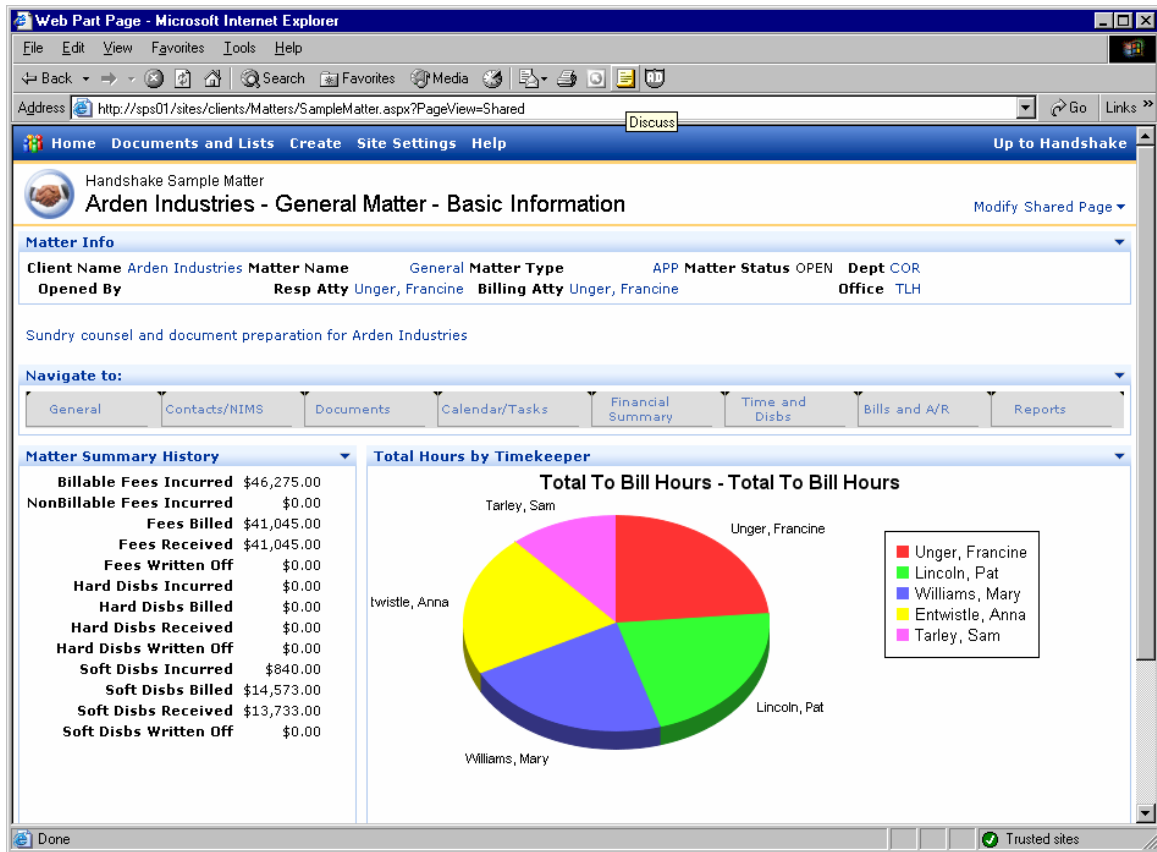 Web Part Page - Microsoft Internet Explorer
File Edit View Favorites Tools Help
Back Search Favorites Media
Address http://sps01/sites/clients/Matters/SampleMatter.aspx?PageView=Shared Go Links »
Discuss
Home Documents and Lists Create Site Settings Help Up to Handshake
Handshake Sample Matter
Arden Industries - General Matter - Basic Information
Modify Shared Page
Matter Info
Client Name Arden Industries Matter Name General Matter Type APP Matter Status OPEN Dept COR
Opened By Resp Atty Unger, Francine Billing Atty Unger, Francine Office TLH
Sundry counsel and document preparation for Arden Industries
Navigate to:
General Contacts/NIMS Documents Calendar/Tasks Financial Summary Time and Disbs Bills and A/R Reports
Matter Summary History
Billable Fees Incurred $46,275.00
NonBillable Fees Incurred $0.00
Fees Billed $41,045.00
Fees Received $41,045.00
Fees Written Off $0.00
Hard Disbs Incurred $0.00
Hard Disbs Billed $0.00
Hard Disbs Received $0.00
Hard Disbs Written Off $0.00
Soft Disbs Incurred $840.00
Soft Disbs Billed $14,573.00
Soft Disbs Received $13,733.00
Soft Disbs Written Off $0.00
Total Hours by Timekeeper
Total To Bill Hours - Total To Bill Hours
Tarley, Sam
Unger, Francine
twistle, Anna
Lincoln, Pat
Williams, Mary
Unger, Francine
Lincoln, Pat
Williams, Mary
Entwistle, Anna
Tarley, Sam
Done Trusted sites